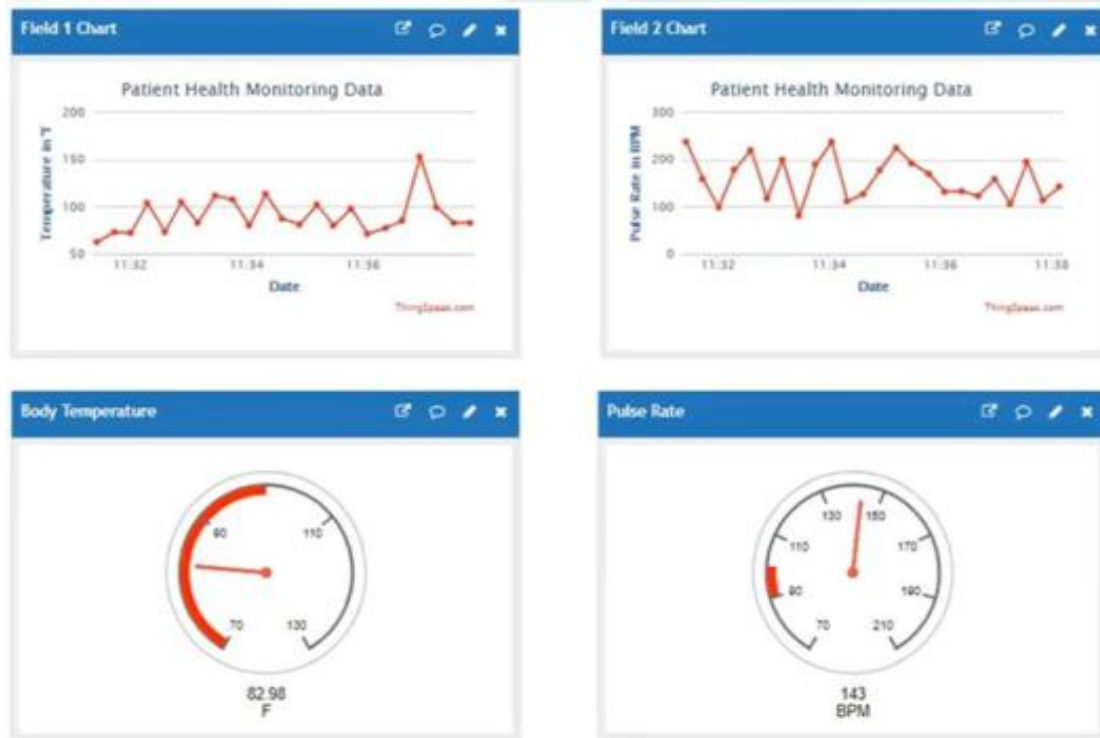 Field 1 Chart
Patient Health Monitoring Data
200
150
100
50
Temperature in °F
11:32
11:34
11:36
Date
ThingSpeak.com
Field 2 Chart
Patient Health Monitoring Data
300
200
100
0
Pulse Rate in BPM
11:32
11:34
11:36
11:38
Date
ThingSpeak.com
Body Temperature
90
110
70
130
82.98
F
Pulse Rate
130
150
110
170
90
190
70
210
143
BPM